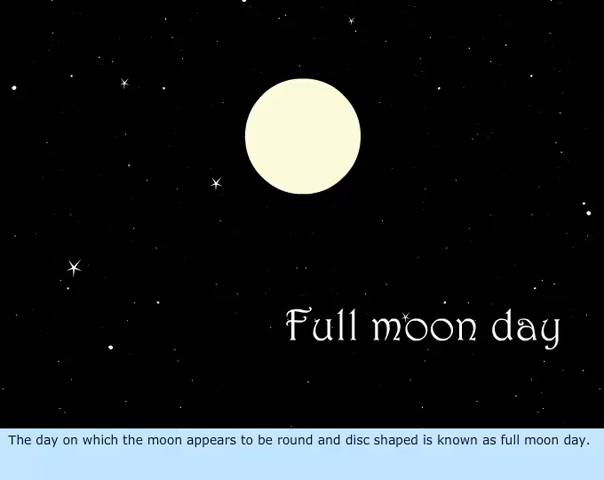 Full moon day
The day on which the moon appears to be round and disc shaped is known as full moon day.